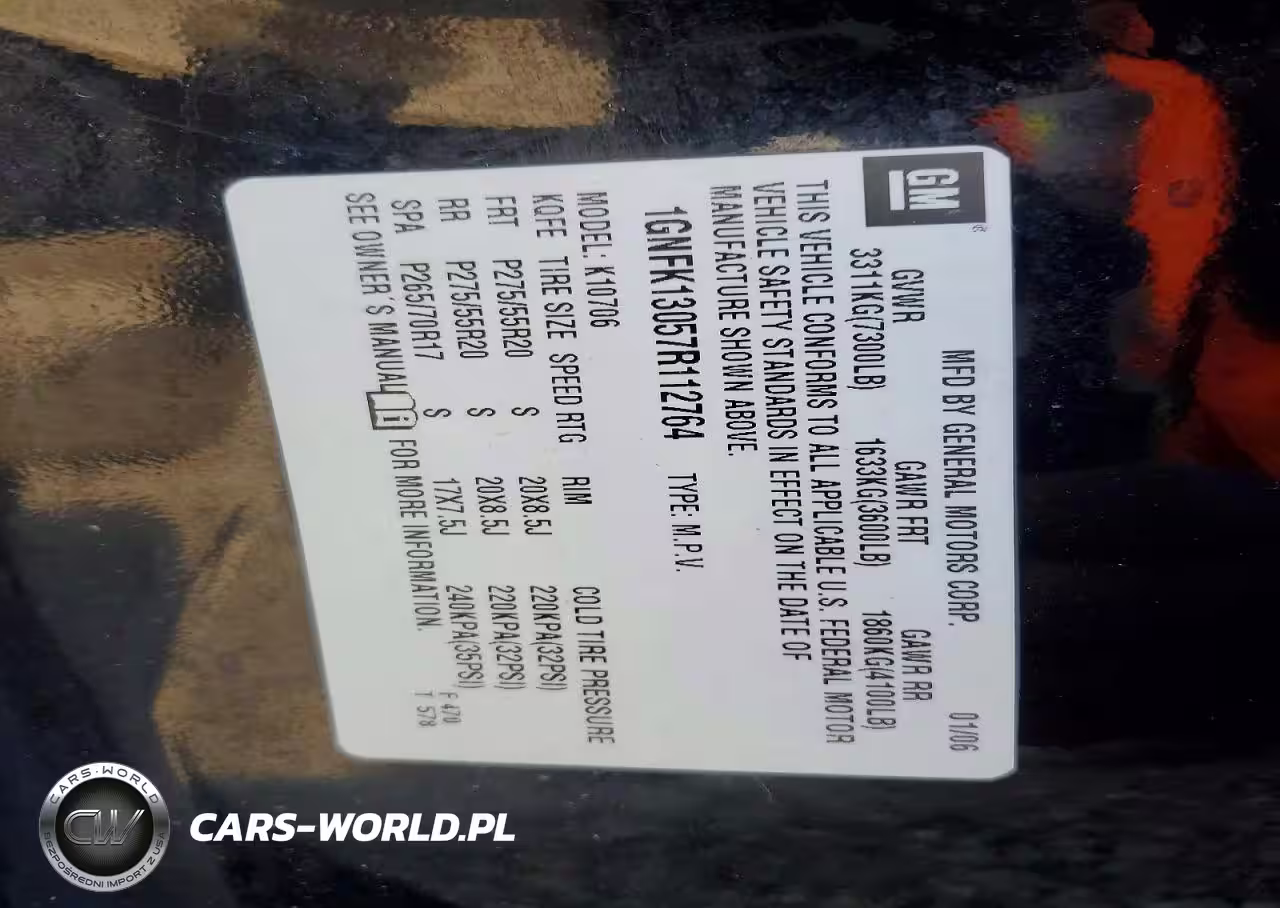 GM
MFD BY GENERAL MOTORS CORP. 01/06
GVWR GAWR FRT GAWR RR
3311KG(7300LB) 1633KG(3600LB) 1860KG(4100LB)
THIS VEHICLE CONFORMS TO ALL APPLICABLE U.S. FEDERAL MOTOR
VEHICLE SAFETY STANDARDS IN EFFECT ON THE DATE OF
MANUFACTURE SHOWN ABOVE.
1GNFK13057R112764 TYPE: M.P.V.
MODEL: K10706
KQFE TIRE SIZE SPEED RTG RIM COLD TIRE PRESSURE
FRT P275/55R20 S 20X8.5J 220KPA(32PSI)
RR P275/55R20 S 20X8.5J 220KPA(32PSI)
SPA P265/70R17 S 17X7.5J 240KPA(35PSI)
SEE OWNER'S MANUAL FOR MORE INFORMATION.
F 470
T 578
CARS-WORLD
CW
BEZPOŚREDNI IMPORT Z USA
CARS-WORLD.PL